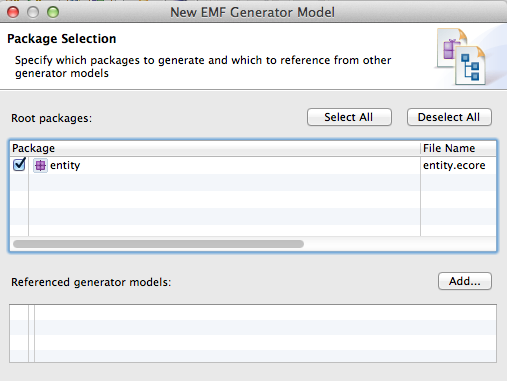 New EMF Generator Model
Package Selection
Specify which packages to generate and which to reference from other
generator models
Root packages:
Select All
Deselect All
Package
File Name
entity
entity.ecore
Referenced generator models:
Add...